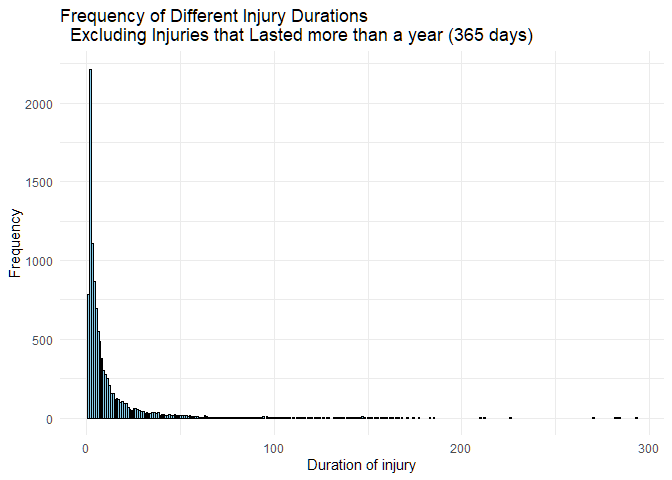 Frequency of Different Injury Durations
Excluding Injuries that Lasted more than a year (365 days)
2000
1500
1000
500
0
Frequency
0 100 200 300
Duration of injury